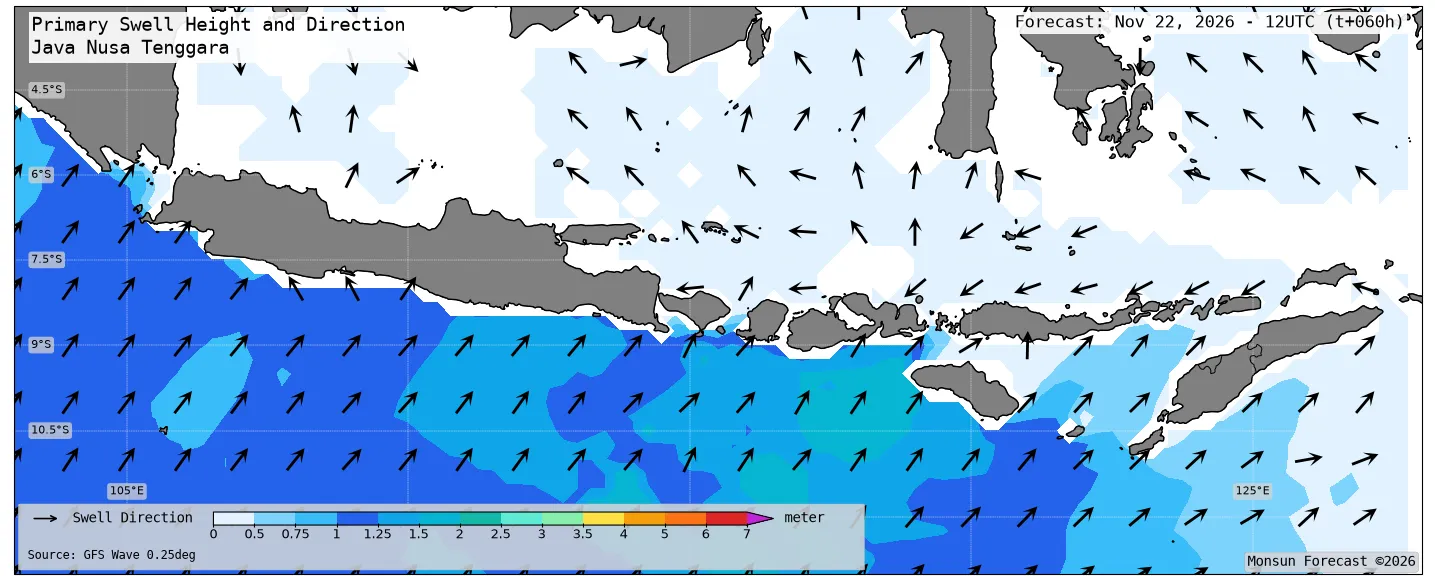 Primary Swell Height and Direction
Java Nusa Tenggara
Forecast: Nov 22, 2026 - 12UTC (t+060h)
4.5°S
6°S
7.5°S
9°S
10.5°S
105°E
125°E
Swell Direction
0 0.5 0.75 1 1.25 1.5 2 2.5 3 3.5 4 5 6 7
meter
Source: GFS Wave 0.25deg
Monsun Forecast ©2026